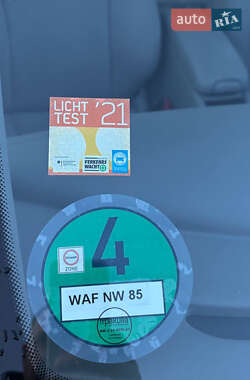 auto RIA
LICHT
TEST '21
VERKEHRS
WACHT
4
ZONE
WAF NW 85